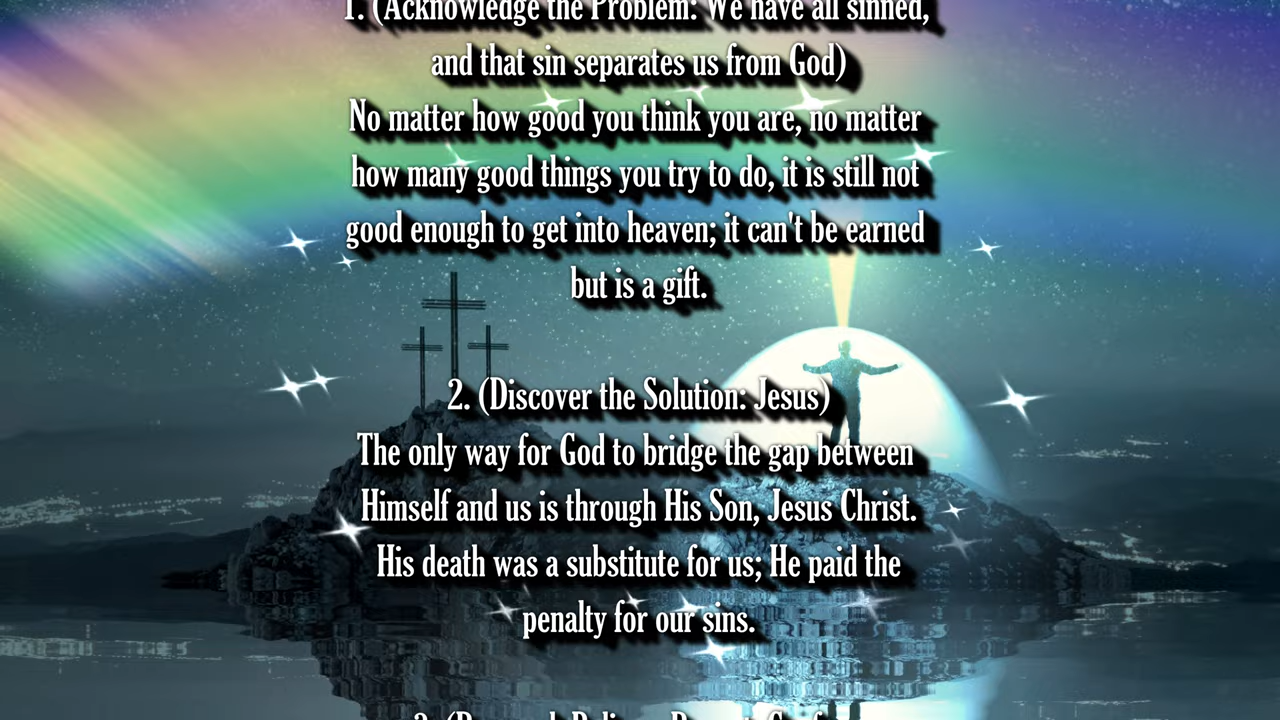 1. (Acknowledge the Problem: We have all sinned,
and that sin separates us from God)
No matter how good you think you are, no matter
how many good things you try to do, it is still not
good enough to get into heaven; it can't be earned
but is a gift.
2. (Discover the Solution: Jesus)
The only way for God to bridge the gap between
Himself and us is through His Son, Jesus Christ.
His death was a substitute for us; He paid the
penalty for our sins.